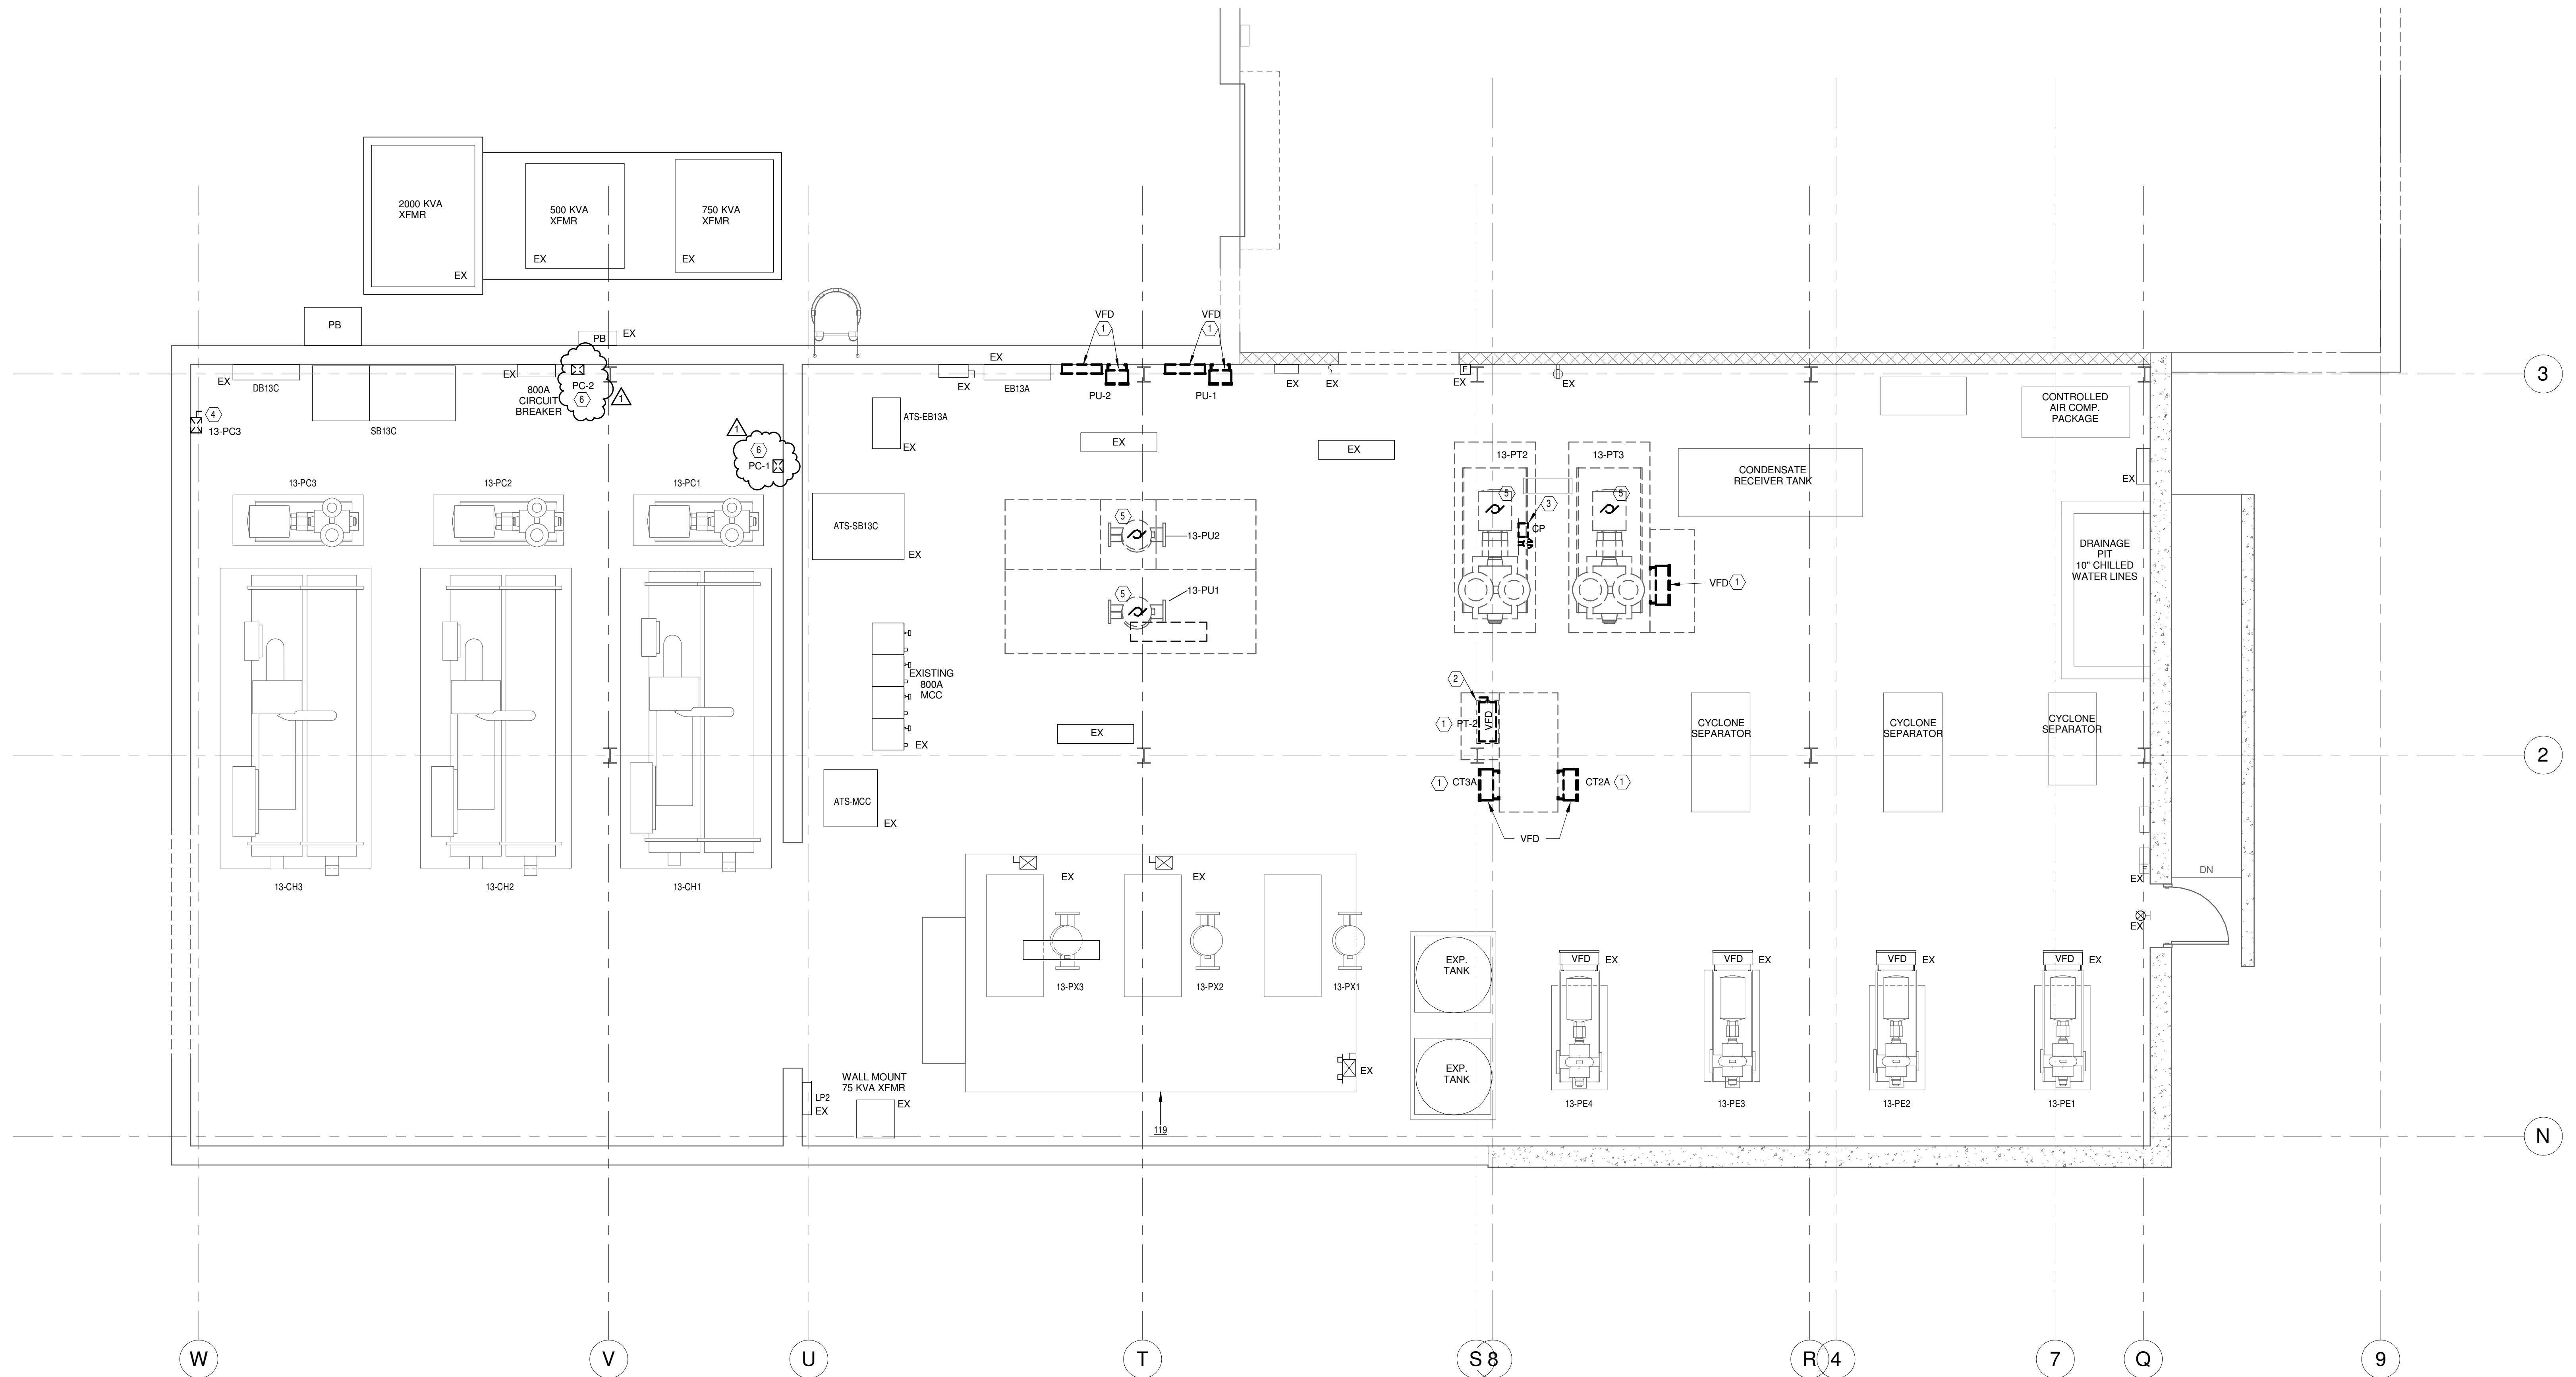 2000 KVA
XFMR
EX
500 KVA
XFMR
EX
750 KVA
XFMR
EX
PB
PB
EX
VFD
1
VFD
1
EX
DB13C
EX
SB13C
EX
800A
CIRCUIT
BREAKER
PC-2
6
1
4
13-PC3
1
6
PC-1
EX
EB13A
PU-2
PU-1
EX
EX
F
EX
EX
3
ATS-EB13A
EX
EX
EX
CONTROLLED
AIR COMP.
PACKAGE
13-PT2
13-PT3
CONDENSATE
RECEIVER TANK
EX
13-PC3
13-PC2
13-PC1
ATS-SB13C
EX
5
13-PU2
5
13-PU1
5
3
CP
5
VFD
1
DRAINAGE
PIT
10" CHILLED
WATER LINES
EXISTING
800A
MCC
EX
EX
2
1
PT-2
VFD
CYCLONE
SEPARATOR
CYCLONE
SEPARATOR
CYCLONE
SEPARATOR
2
ATS-MCC
EX
1
CT3A
CT2A
1
VFD
13-CH3
13-CH2
13-CH1
EX
EX
F
EX
DN
EX
13-PX3
13-PX2
13-PX1
EXP.
TANK
VFD
EX
VFD
EX
VFD
EX
VFD
EX
EX
EXP.
TANK
WALL MOUNT
75 KVA XFMR
EX
LP2
EX
13-PE4
13-PE3
13-PE2
13-PE1
119
N
W
V
U
T
S
8
R
4
7
Q
9